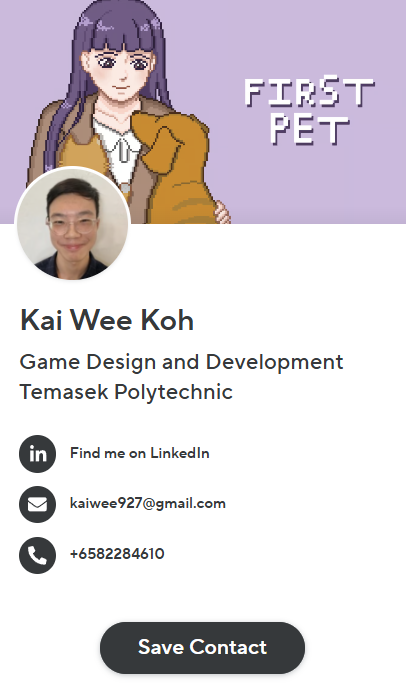 FIRST
PET
Kai Wee Koh
Game Design and Development
Temasek Polytechnic
in Find me on LinkedIn
kaiwee927@gmail.com
+6582284610
Save Contact